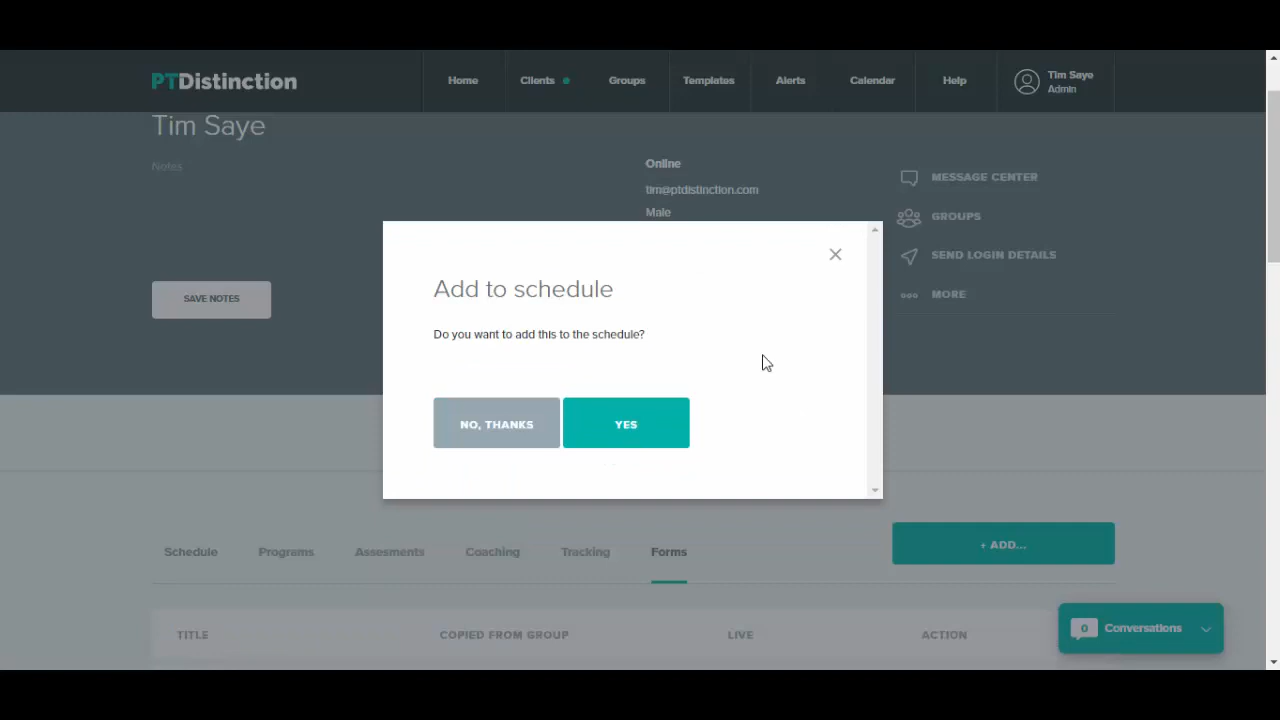 PTDistinction
Home
Clients
Groups
Templates
Alerts
Calendar
Help
Tim Saye
Admin
Tim Saye
Notes
Online
tim@ptdistinction.com
Male
MESSAGE CENTER
GROUPS
SEND LOGIN DETAILS
MORE
SAVE NOTES
Add to schedule
Do you want to add this to the schedule?
NO, THANKS
YES
Schedule
Programs
Assesments
Coaching
Tracking
Forms
+ ADD...
TITLE
COPIED FROM GROUP
LIVE
ACTION
0 Conversations